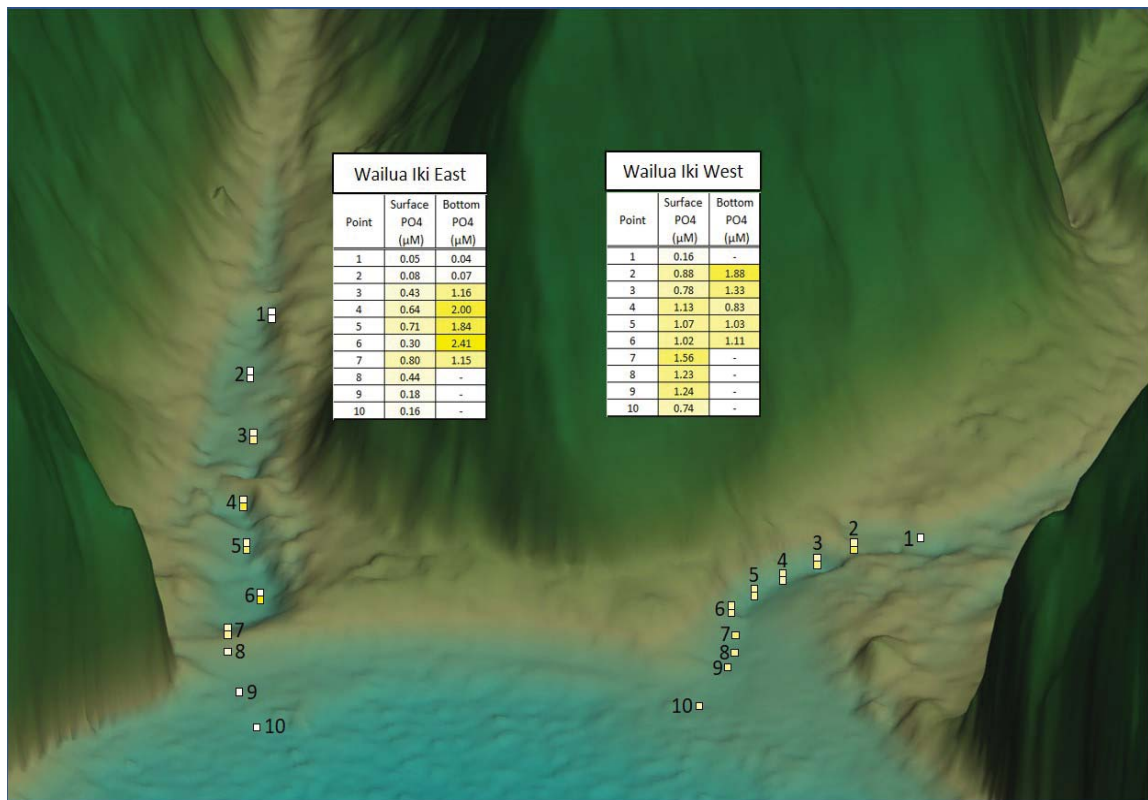 Wailua Iki East
Point Surface PO4 (µM) Bottom PO4 (µM)
1 0.05 0.04
2 0.08 0.07
3 0.43 1.16
4 0.64 2.00
5 0.71 1.84
6 0.30 2.41
7 0.80 1.15
8 0.44 -
9 0.18 -
10 0.16 -
Wailua Iki West
Point Surface PO4 (µM) Bottom PO4 (µM)
1 0.16 -
2 0.88 1.88
3 0.78 1.33
4 1.13 0.83
5 1.07 1.03
6 1.02 1.11
7 1.56 -
8 1.23 -
9 1.24 -
10 0.74 -
1
2
3
4
5
6
7
8
9
10
1
2
3
4
5
6
7
8
9
10